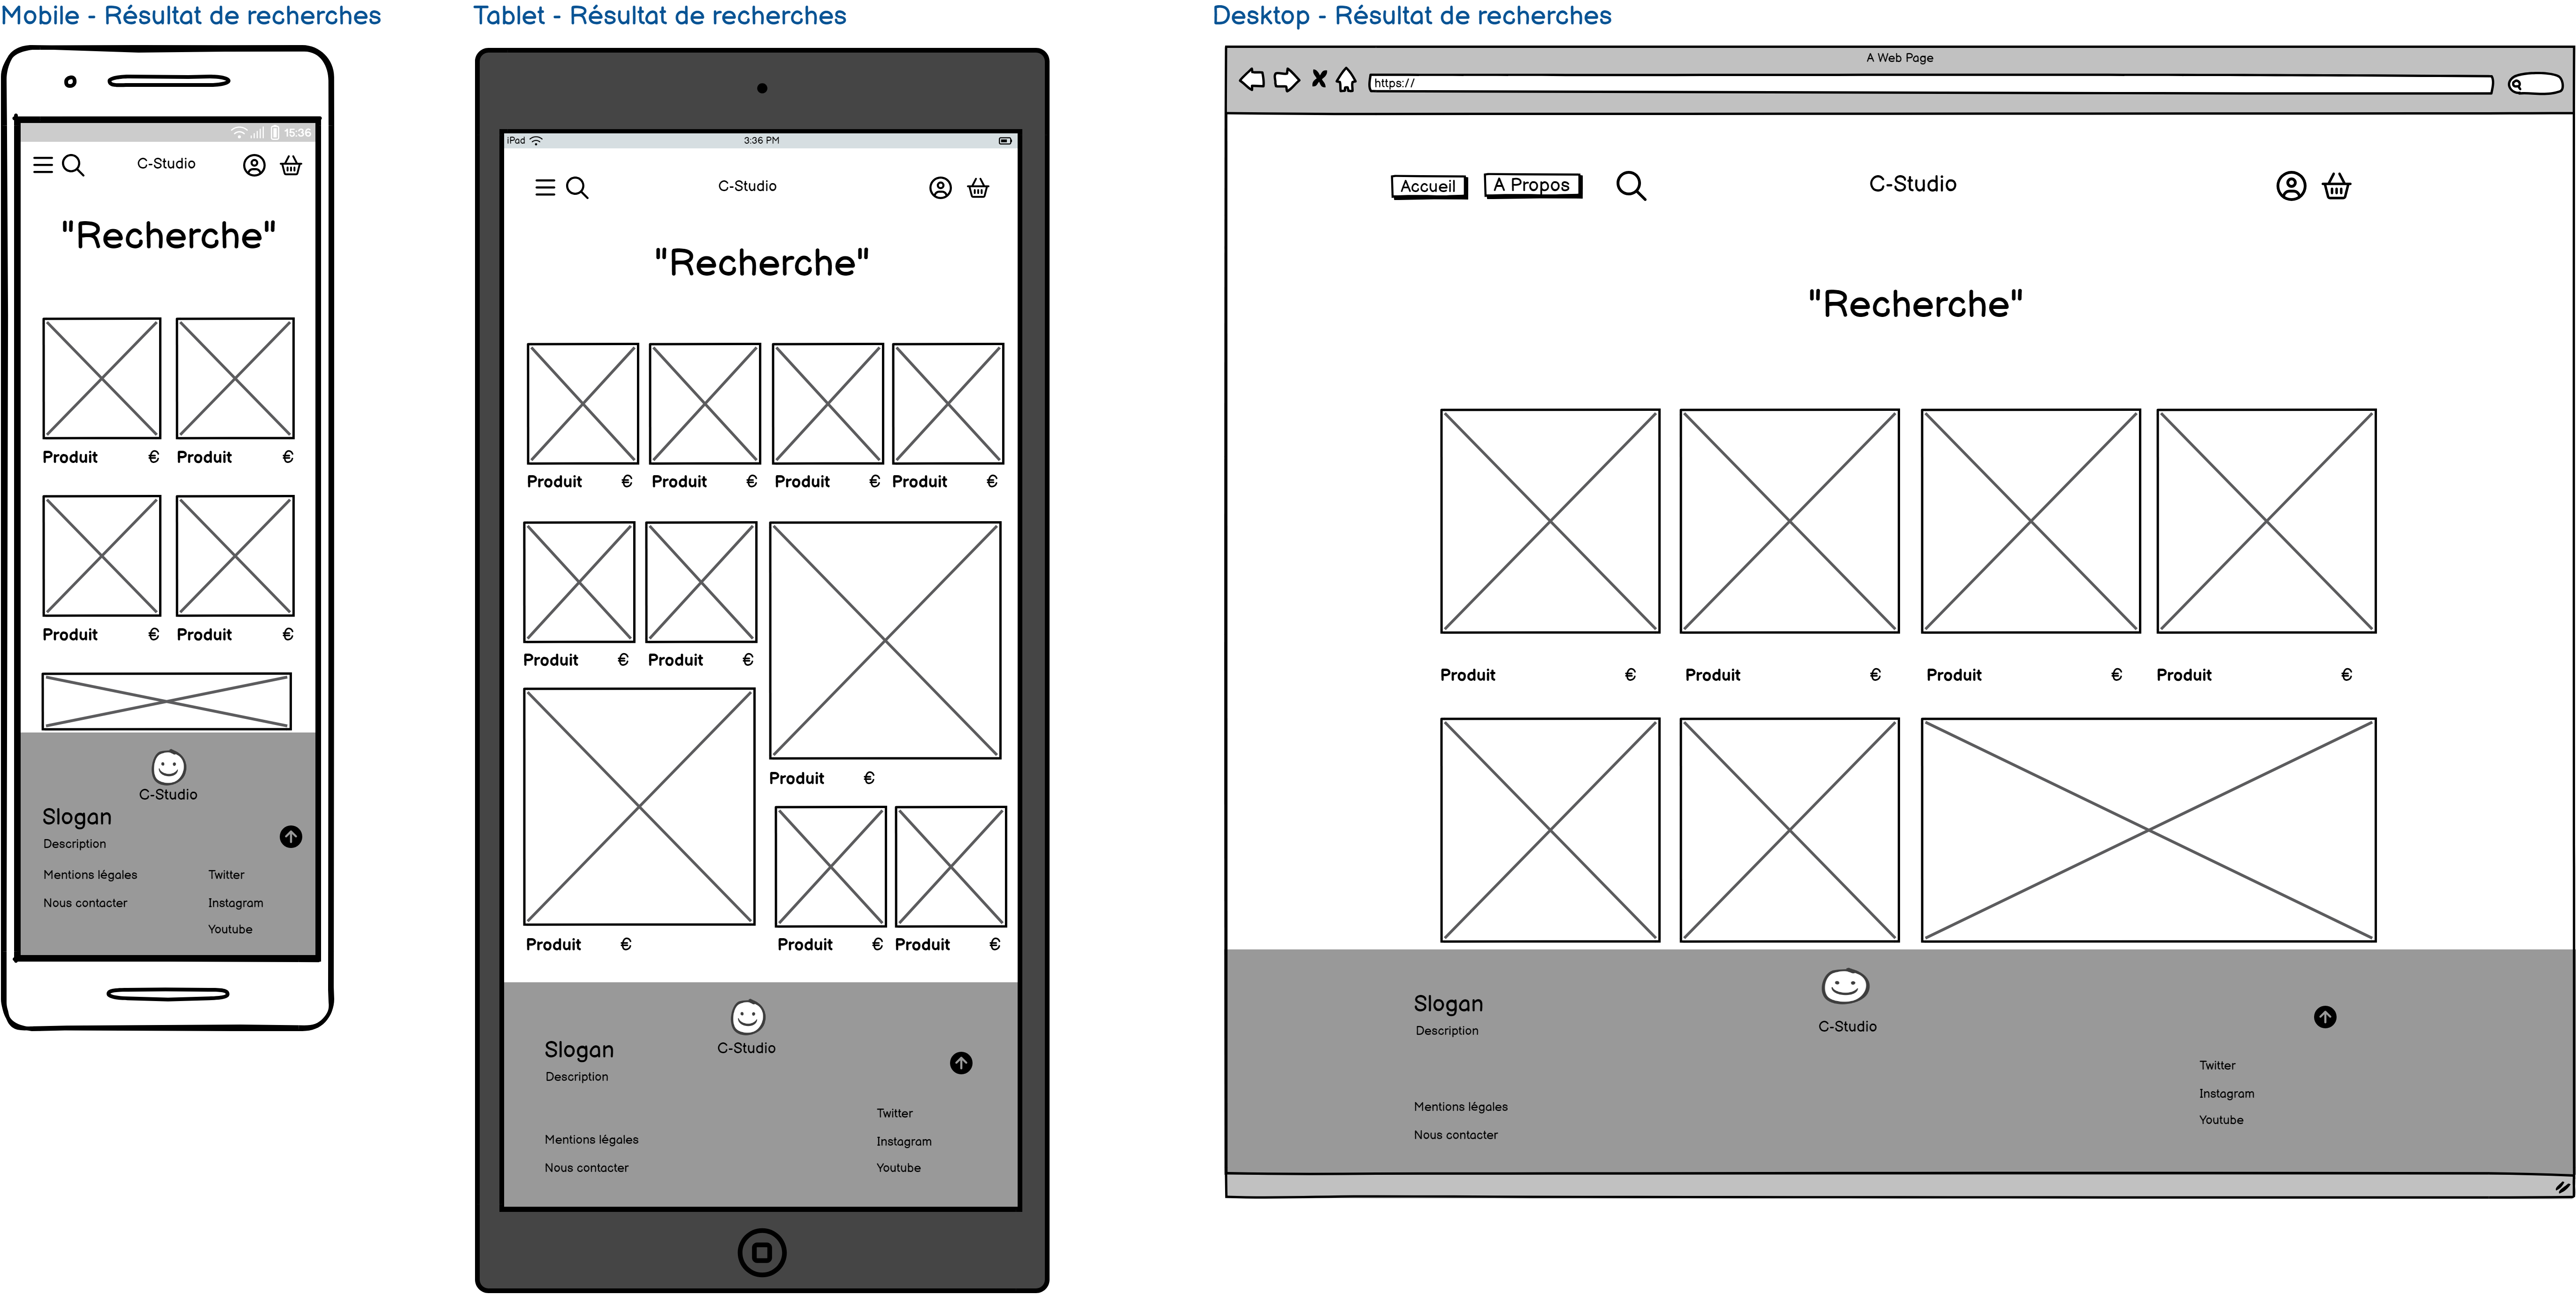 Mobile - Résultat de recherches
15:36
C-Studio
"Recherche"
Produit € Produit €
Produit € Produit €
C-Studio
Slogan
Description
Mentions légales Twitter
Nous contacter Instagram
Youtube
Tablet - Résultat de recherches
iPad 3:36 PM
C-Studio
"Recherche"
Produit € Produit € Produit € Produit €
Produit € Produit €
Produit €
Produit € Produit € Produit €
C-Studio
Slogan
Description
Twitter
Mentions légales Instagram
Nous contacter Youtube
Desktop - Résultat de recherches
A Web Page
https://
Accueil A Propos C-Studio
"Recherche"
Produit € Produit € Produit € Produit €
Slogan
C-Studio
Description
Twitter
Instagram
Mentions légales
Youtube
Nous contacter